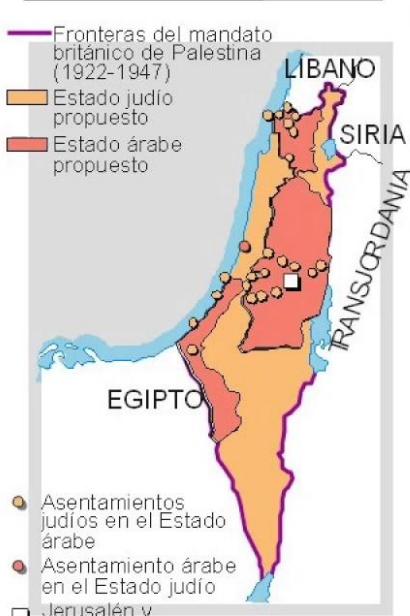 Fronteras del mandato
británico de Palestina
(1922-1947)
Estado judío
propuesto
Estado árabe
propuesto
LÍBANO
SIRIA
TRANSJORDANIA
EGIPTO
Asentamientos
judíos en el Estado
árabe
Asentamiento árabe
en el Estado judío
Jerusalén y